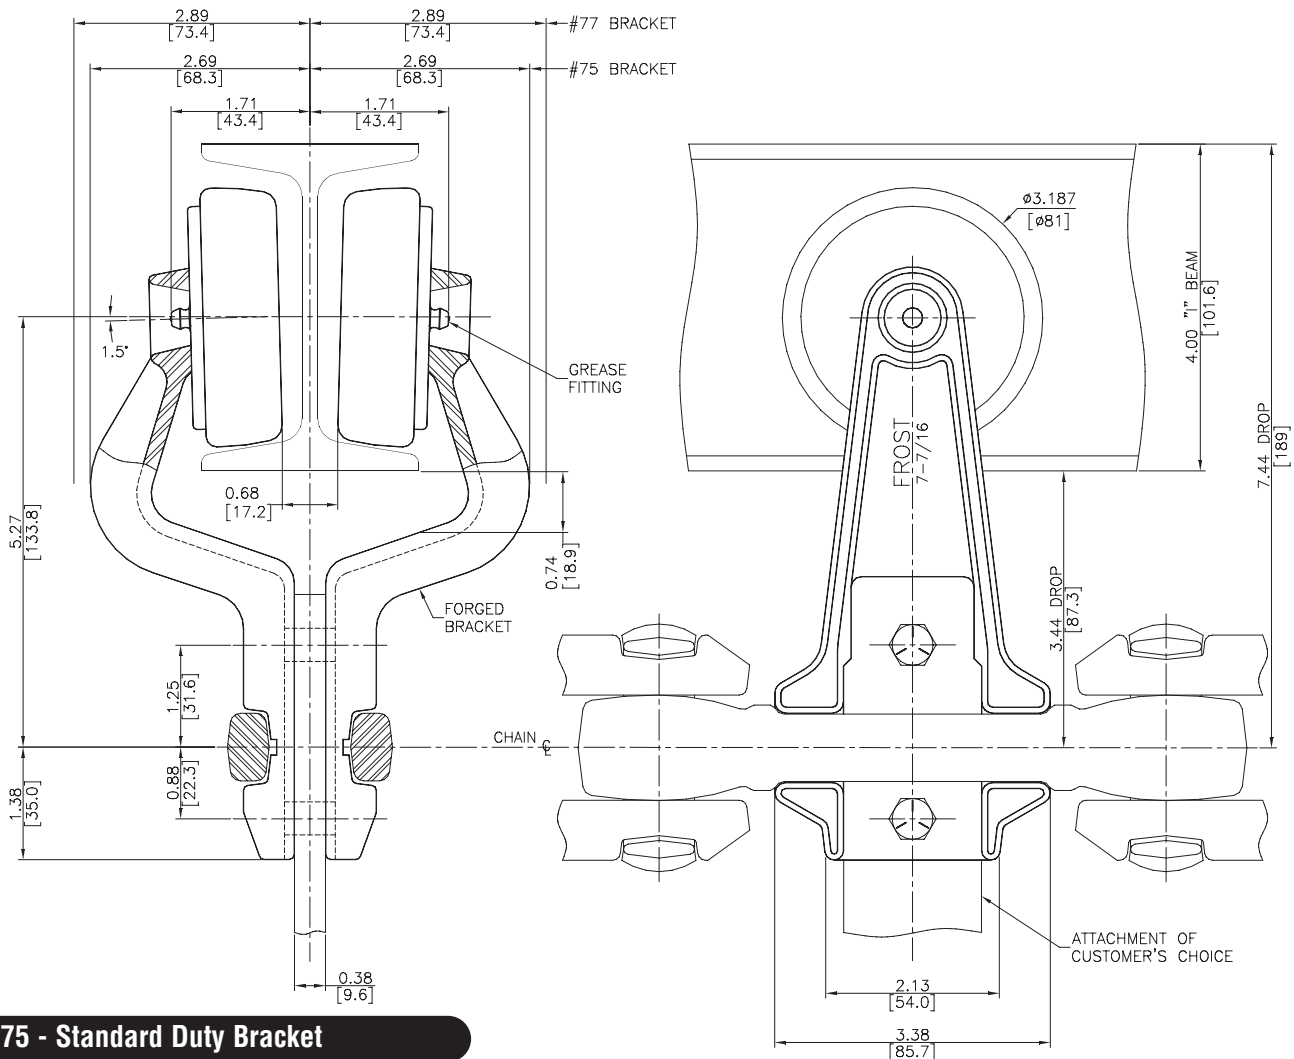 2.89
[73.4]
2.89
[73.4]
#77 BRACKET
2.69
[68.3]
2.69
[68.3]
#75 BRACKET
1.71
[43.4]
1.71
[43.4]
ø3.187
[ø81]
4.00 "I" BEAM
[101.6]
7.44 DROP
[189]
1.5°
GREASE
FITTING
FROST
7-7/16
0.68
[17.2]
5.27
[133.8]
0.74
[18.9]
3.44 DROP
[87.3]
FORGED
BRACKET
1.25
[31.6]
CHAIN ℄
0.88
[22.3]
1.38
[35.0]
ATTACHMENT OF
CUSTOMER'S CHOICE
0.38
[9.6]
2.13
[54.0]
3.38
[85.7]
75 - Standard Duty Bracket